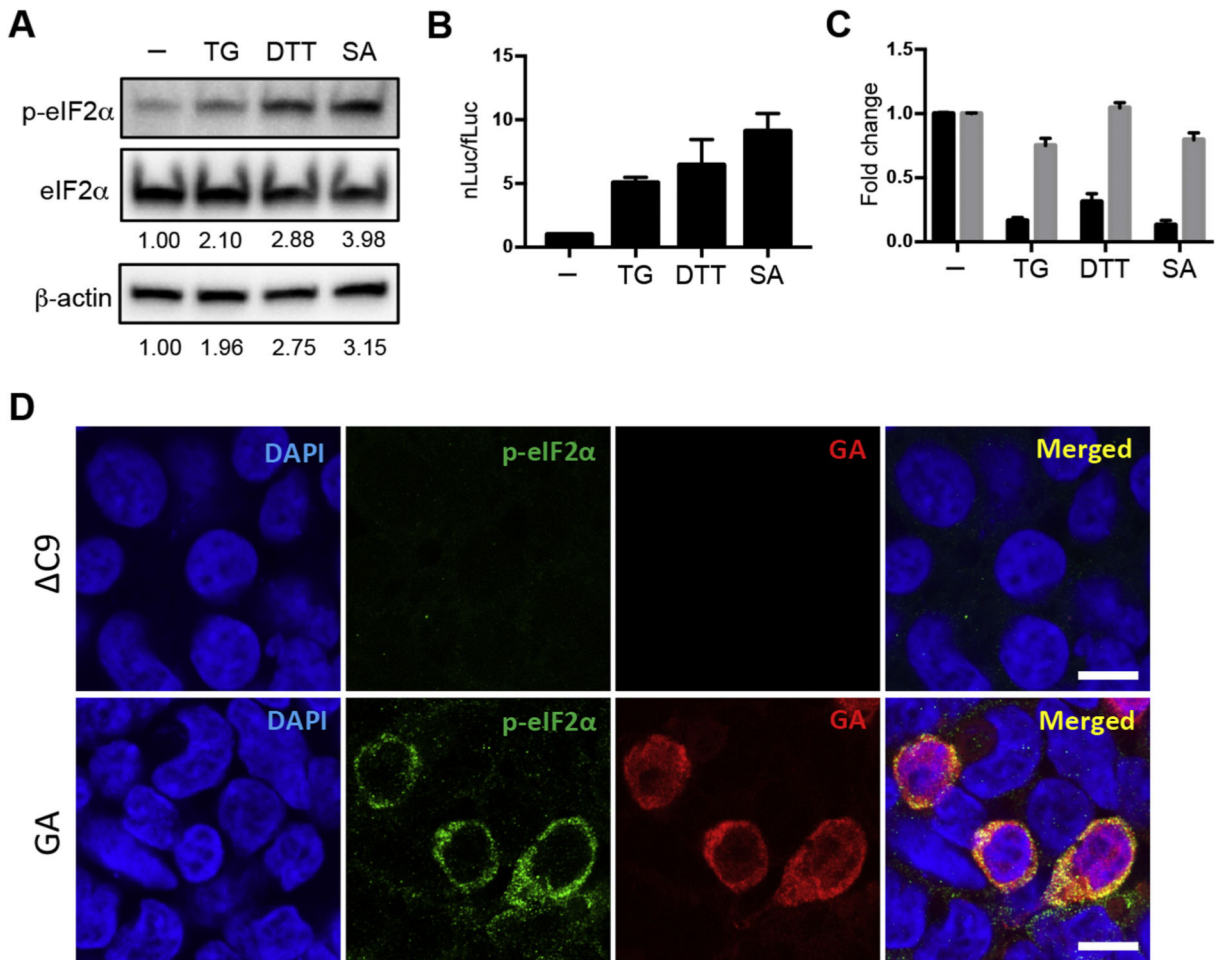 A
– TG DTT SA
p-eIF2α
eIF2α
1.00 2.10 2.88 3.98
β-actin
1.00 1.96 2.75 3.15
B
15
10
5
0
nLuc/fLuc
– TG DTT SA
C
1.5
1.0
0.5
0.0
Fold change
– TG DTT SA
D
ΔC9
DAPI p-eIF2α GA Merged
GA
DAPI p-eIF2α GA Merged